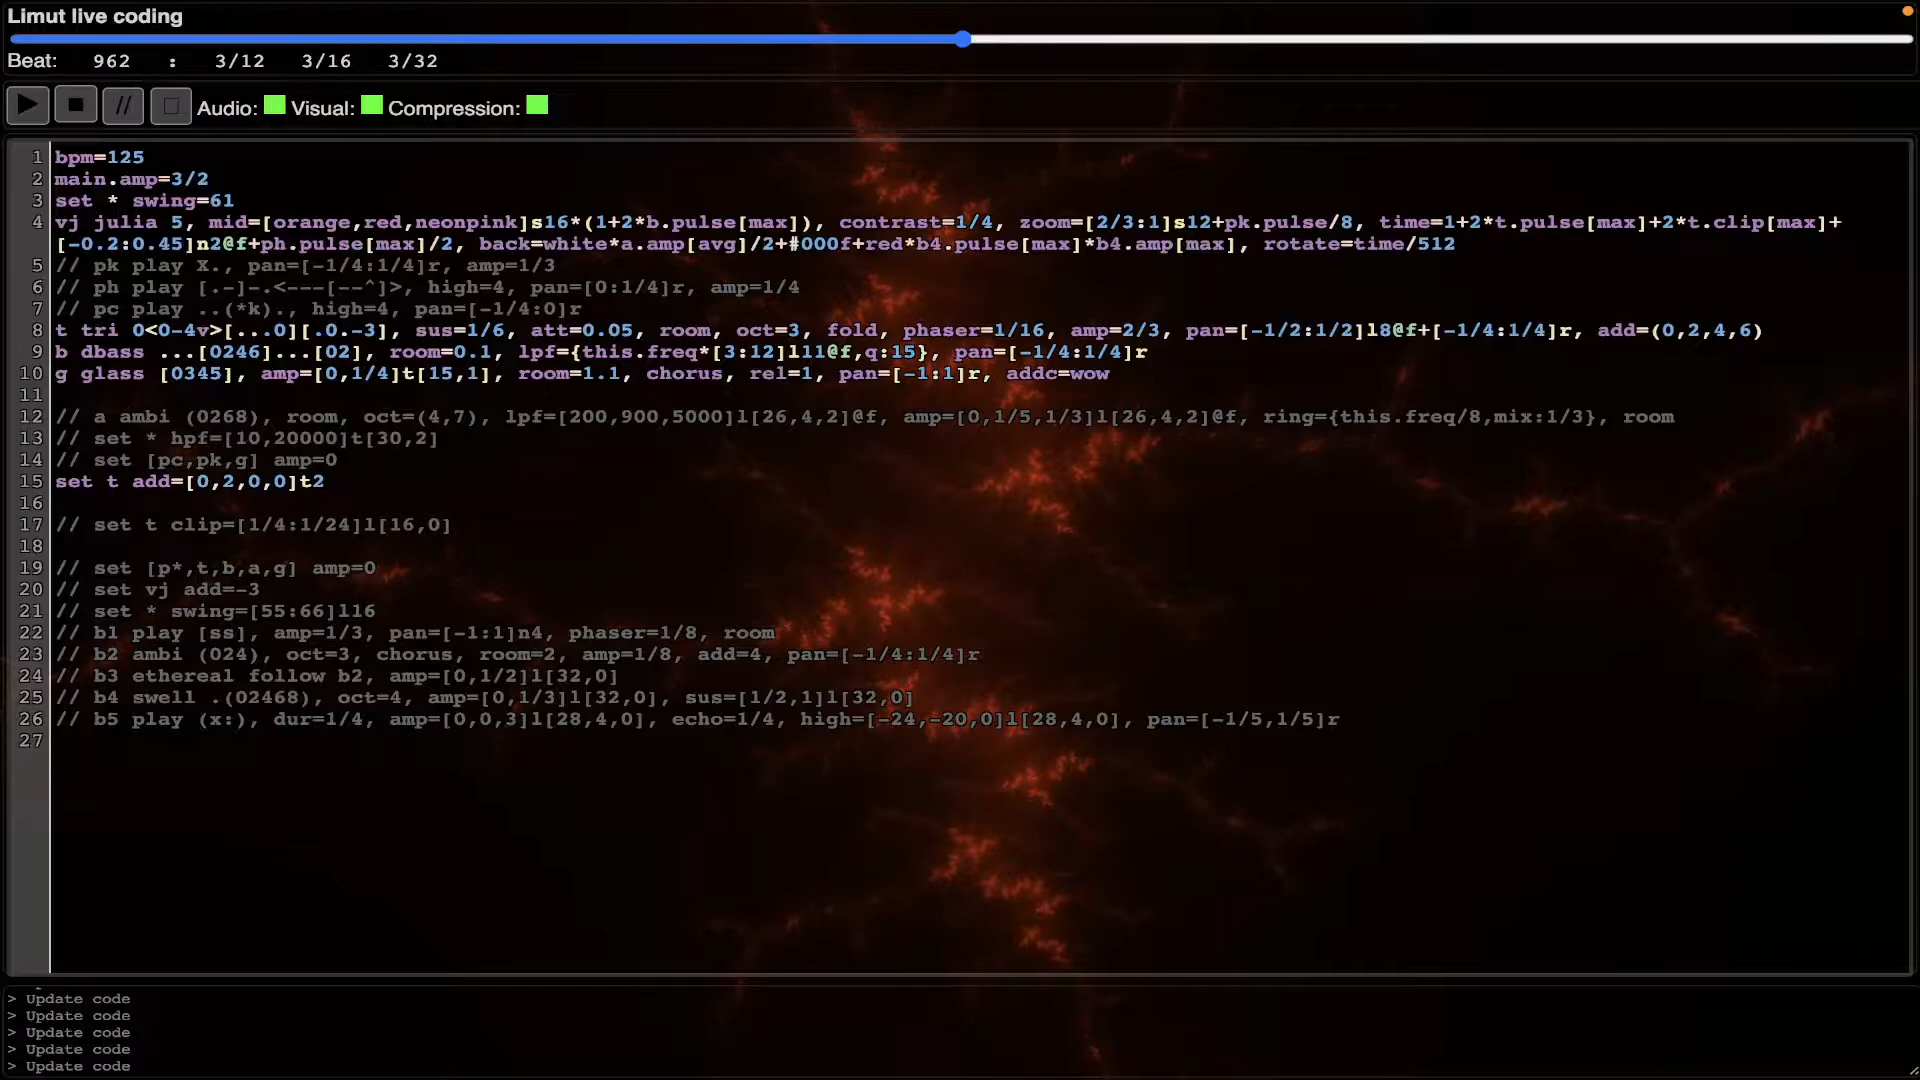 Limut live coding
Beat: 962 : 3/12 3/16 3/32
// Audio: Visual: Compression:
1 bpm=125
2 main.amp=3/2
3 set * swing=61
4 vj julia 5, mid=[orange,red,neonpink]s16*(1+2*b.pulse[max]), contrast=1/4, zoom=[2/3:1]s12+pk.pulse/8, time=1+2*t.pulse[max]+2*t.clip[max]+
[-0.2:0.45]n2@f+ph.pulse[max]/2, back=white*a.amp[avg]/2+#000f+red*b4.pulse[max]*b4.amp[max], rotate=time/512
5 // pk play X., pan=[-1/4:1/4]r, amp=1/3
6 // ph play [.-]-.<---[--^]>, high=4, pan=[0:1/4]r, amp=1/4
7 // pc play ..(*k)., high=4, pan=[-1/4:0]r
8 t tri 0<0-4v>[...0][.0.-3], sus=1/6, att=0.05, room, oct=3, fold, phaser=1/16, amp=2/3, pan=[-1/2:1/2]l8@f+[-1/4:1/4]r, add=(0,2,4,6)
9 b dbass ...[0246]...[02], room=0.1, lpf={this.freq*[3:12]l11@f,q:15}, pan=[-1/4:1/4]r
10 g glass [0345], amp=[0,1/4]t[15,1], room=1.1, chorus, rel=1, pan=[-1:1]r, addc=wow
11
12 // a ambi (0268), room, oct=(4,7), lpf=[200,900,5000]l[26,4,2]@f, amp=[0,1/5,1/3]l[26,4,2]@f, ring={this.freq/8,mix:1/3}, room
13 // set * hpf=[10,20000]t[30,2]
14 // set [pc,pk,g] amp=0
15 set t add=[0,2,0,0]t2
16
17 // set t clip=[1/4:1/24]l[16,0]
18
19 // set [p*,t,b,a,g] amp=0
20 // set vj add=-3
21 // set * swing=[55:66]l16
22 // b1 play [ss], amp=1/3, pan=[-1:1]n4, phaser=1/8, room
23 // b2 ambi (024), oct=3, chorus, room=2, amp=1/8, add=4, pan=[-1/4:1/4]r
24 // b3 ethereal follow b2, amp=[0,1/2]l[32,0]
25 // b4 swell .(02468), oct=4, amp=[0,1/3]l[32,0], sus=[1/2,1]l[32,0]
26 // b5 play (x:), dur=1/4, amp=[0,0,3]l[28,4,0], echo=1/4, high=[-24,-20,0]l[28,4,0], pan=[-1/5,1/5]r
27
> Update code
> Update code
> Update code
> Update code
> Update code